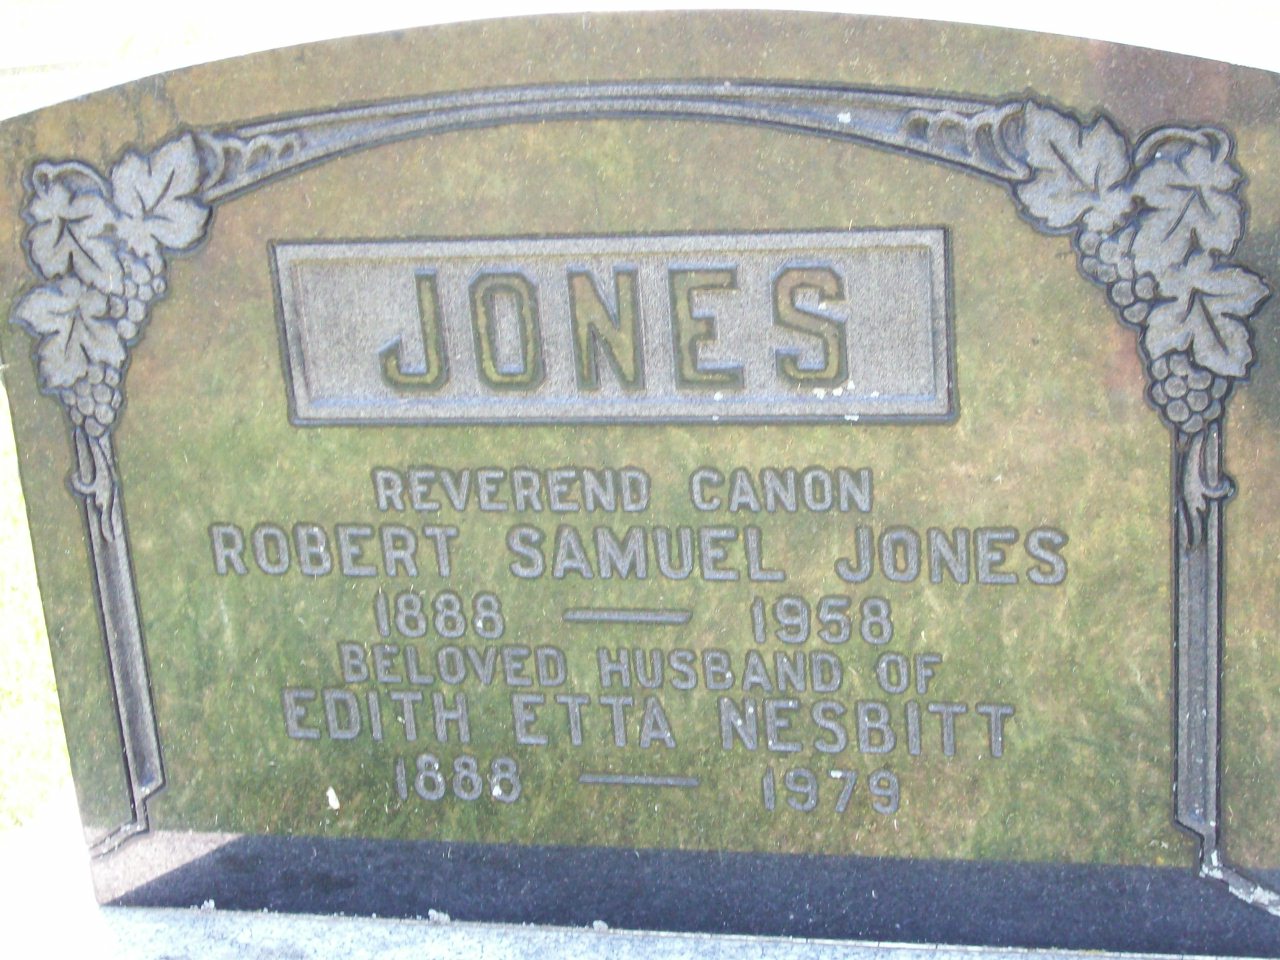 JONES
REVEREND CANON
ROBERT SAMUEL JONES
1888 — 1958
BELOVED HUSBAND OF
EDITH ETTA NESBITT
1888 — 1979